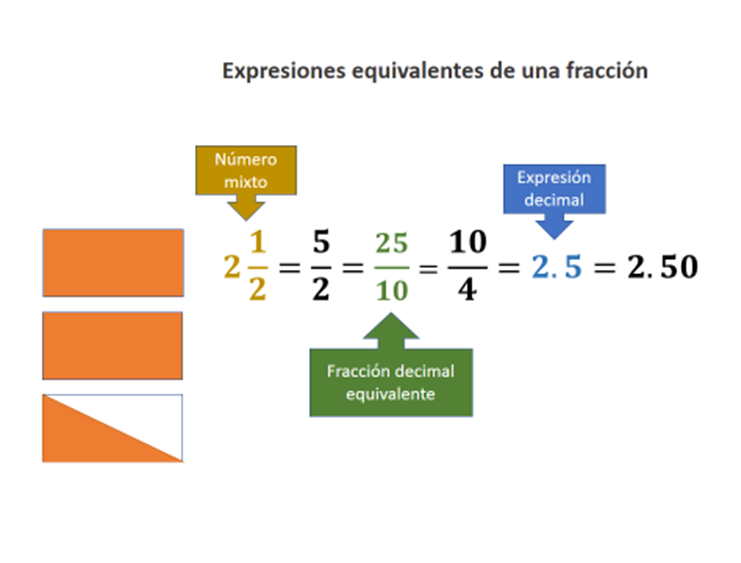 Expresiones equivalentes de una fracción
Número
mixto
Expresión
decimal
2 1/2 = 5/2 = 25/10 = 10/4 = 2.5 = 2.50
Fracción decimal
equivalente